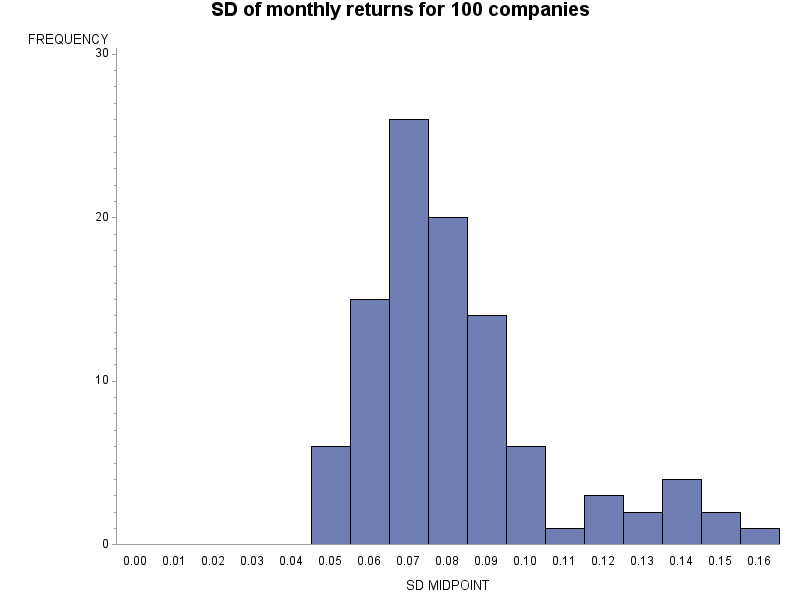 SD of monthly returns for 100 companies
FREQUENCY
30
20
10
0
0.00 0.01 0.02 0.03 0.04 0.05 0.06 0.07 0.08 0.09 0.10 0.11 0.12 0.13 0.14 0.15 0.16
SD MIDPOINT